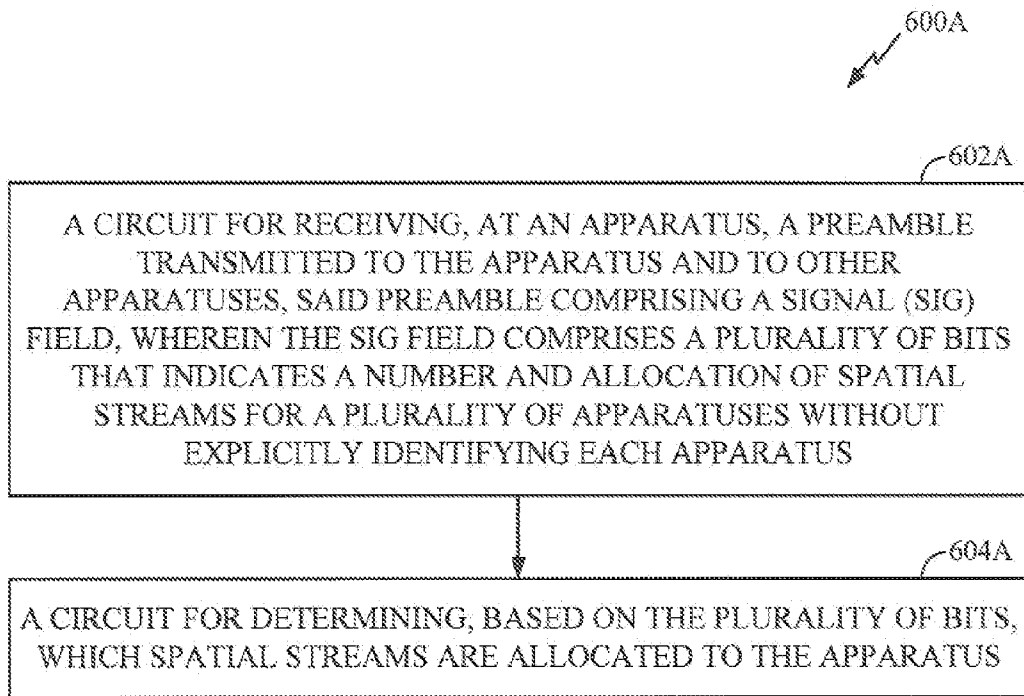 600A
602A
A CIRCUIT FOR RECEIVING, AT AN APPARATUS, A PREAMBLE
TRANSMITTED TO THE APPARATUS AND TO OTHER
APPARATUSES, SAID PREAMBLE COMPRISING A SIGNAL (SIG)
FIELD, WHEREIN THE SIG FIELD COMPRISES A PLURALITY OF BITS
THAT INDICATES A NUMBER AND ALLOCATION OF SPATIAL
STREAMS FOR A PLURALITY OF APPARATUSES WITHOUT
EXPLICITLY IDENTIFYING EACH APPARATUS
604A
A CIRCUIT FOR DETERMINING, BASED ON THE PLURALITY OF BITS,
WHICH SPATIAL STREAMS ARE ALLOCATED TO THE APPARATUS